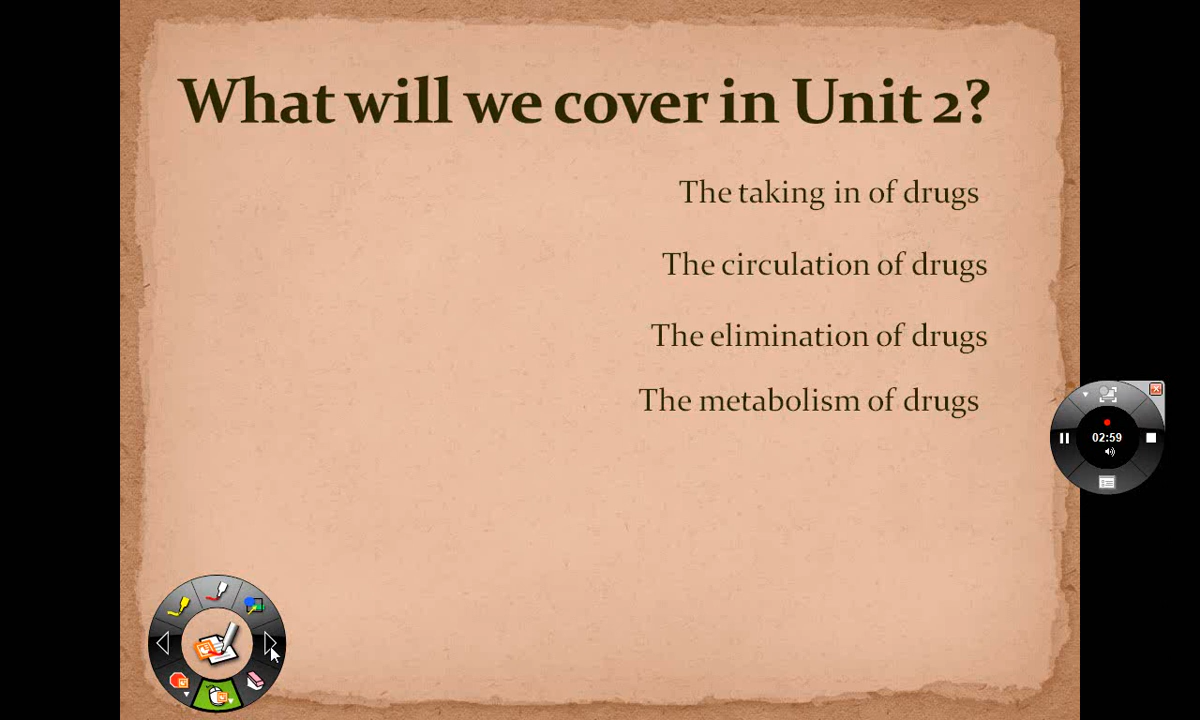 What will we cover in Unit 2?
The taking in of drugs
The circulation of drugs
The elimination of drugs
The metabolism of drugs
02:59